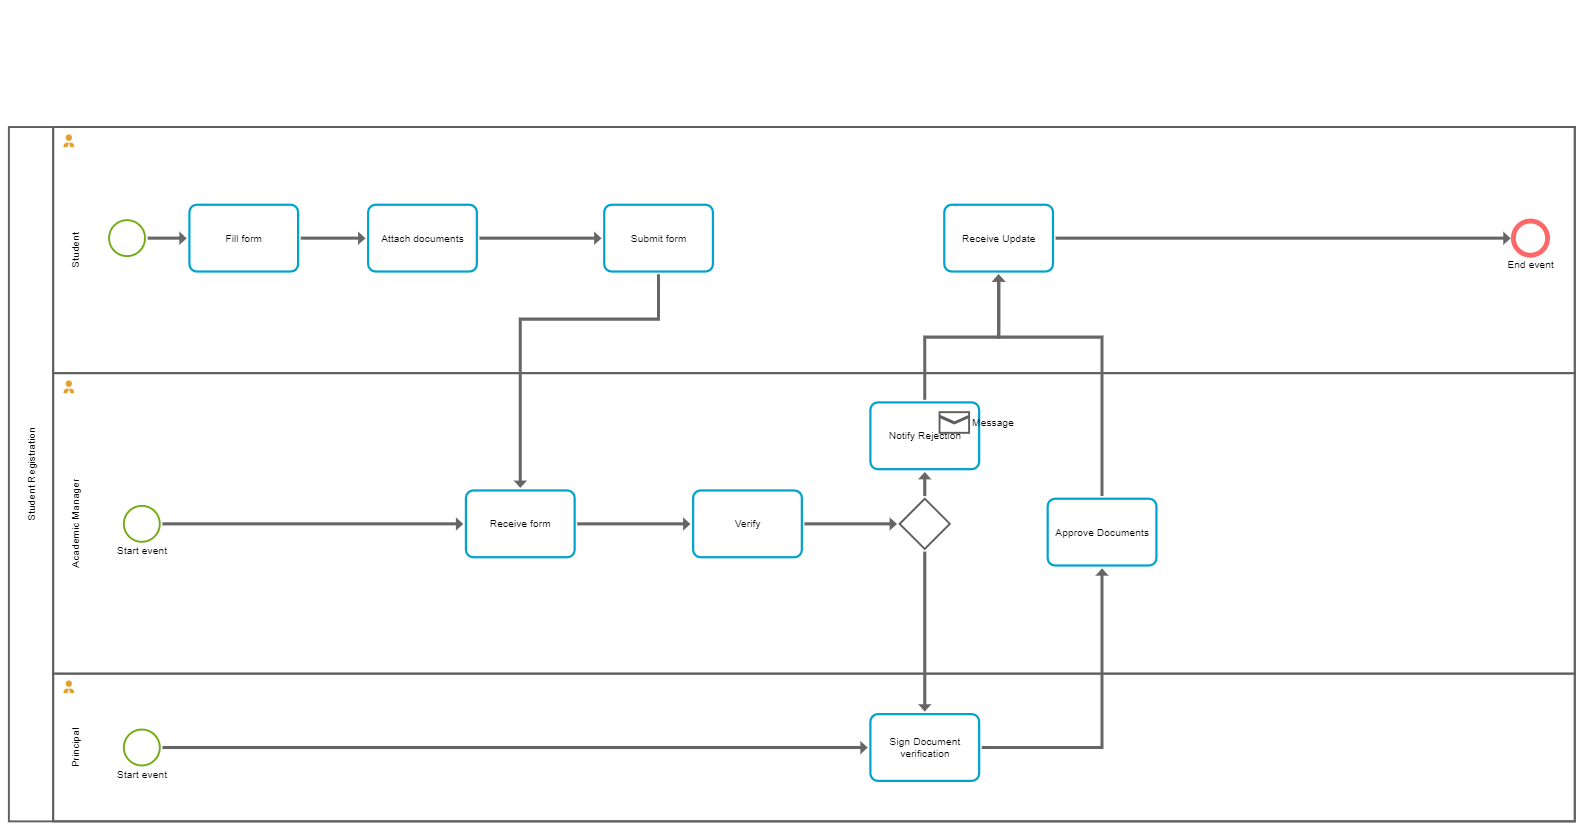 Student Registration
Student
Fill form
Attach documents
Submit form
Receive Update
End event
Academic Manager
Start event
Receive form
Verify
Notify Rejection
Message
Approve Documents
Principal
Start event
Sign Document
verification